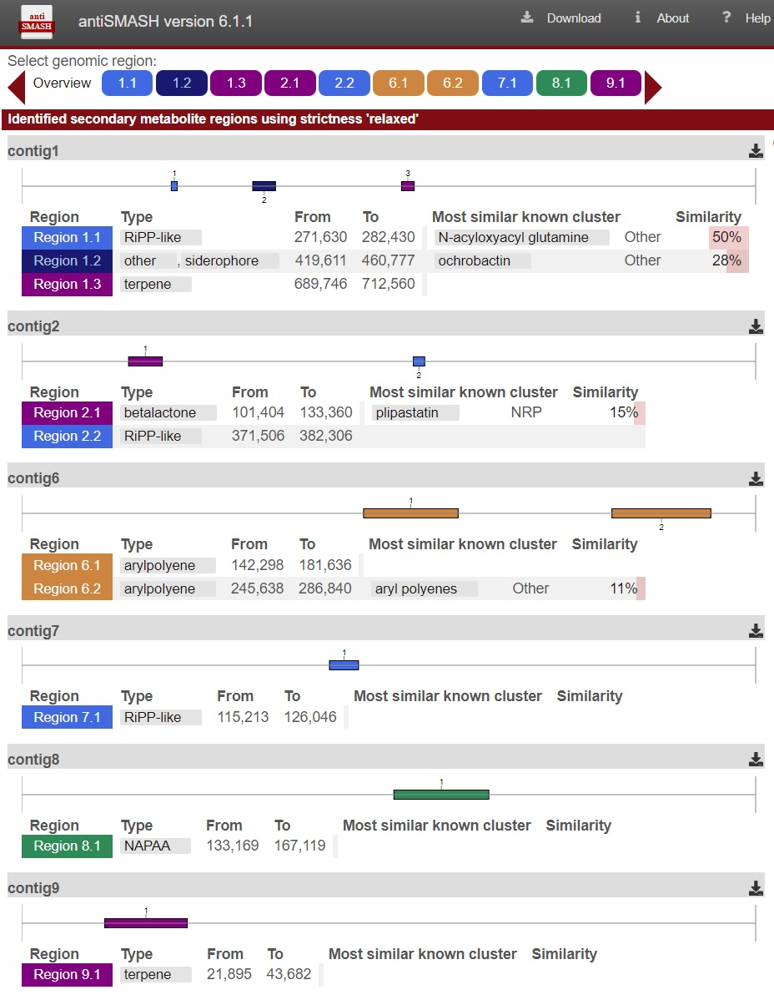 anti
SMASH
antiSMASH version 6.1.1
Download
About
? Help
Select genomic region:
Overview 1.1 1.2 1.3 2.1 2.2 6.1 6.2 7.1 8.1 9.1
Identified secondary metabolite regions using strictness 'relaxed'
contig1
1 3
2
Region Type From To Most similar known cluster Similarity
Region 1.1 RiPP-like 271,630 282,430 N-acyloxyacyl glutamine Other 50%
Region 1.2 other , siderophore 419,611 460,777 ochrobactin Other 28%
Region 1.3 terpene 689,746 712,560
contig2
1
2
Region Type From To Most similar known cluster Similarity
Region 2.1 betalactone 101,404 133,360 plipastatin NRP 15%
Region 2.2 RiPP-like 371,506 382,306
contig6
1
2
Region Type From To Most similar known cluster Similarity
Region 6.1 arylpolyene 142,298 181,636
Region 6.2 arylpolyene 245,638 286,840 aryl polyenes Other 11%
contig7
1
Region Type From To Most similar known cluster Similarity
Region 7.1 RiPP-like 115,213 126,046
contig8
1
Region Type From To Most similar known cluster Similarity
Region 8.1 NAPAA 133,169 167,119
contig9
1
Region Type From To Most similar known cluster Similarity
Region 9.1 terpene 21,895 43,682